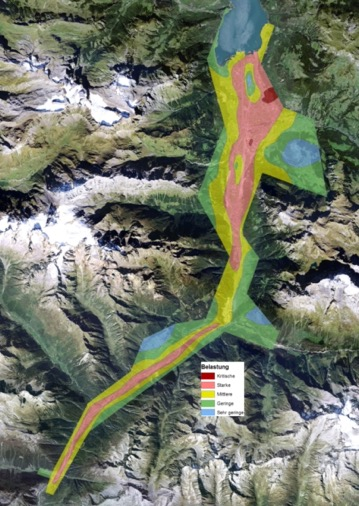 Belastung
Kritische
Starke
Mittlere
Geringe
Sehr geringe